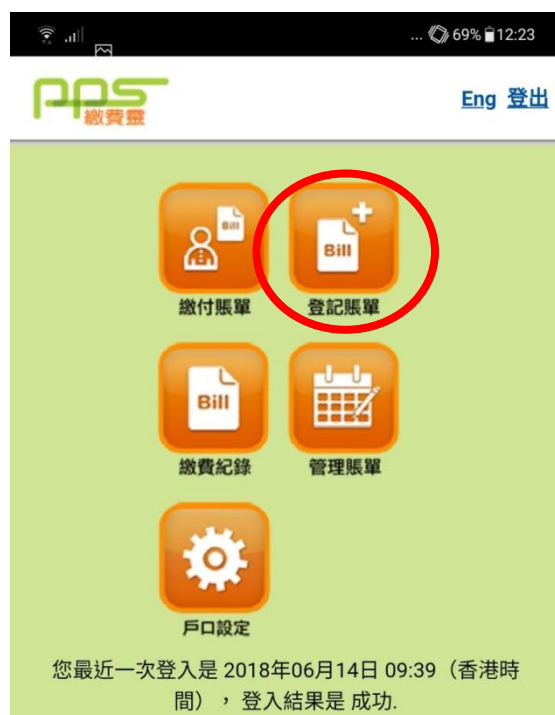 ... 69% 12:23
pps
繳費靈
Eng 登出
Bill Bill
繳付賬單 登記賬單
Bill
繳費紀錄 管理賬單
戶口設定
您最近一次登入是 2018年06月14日 09:39（香港時
間），登入結果是 成功.